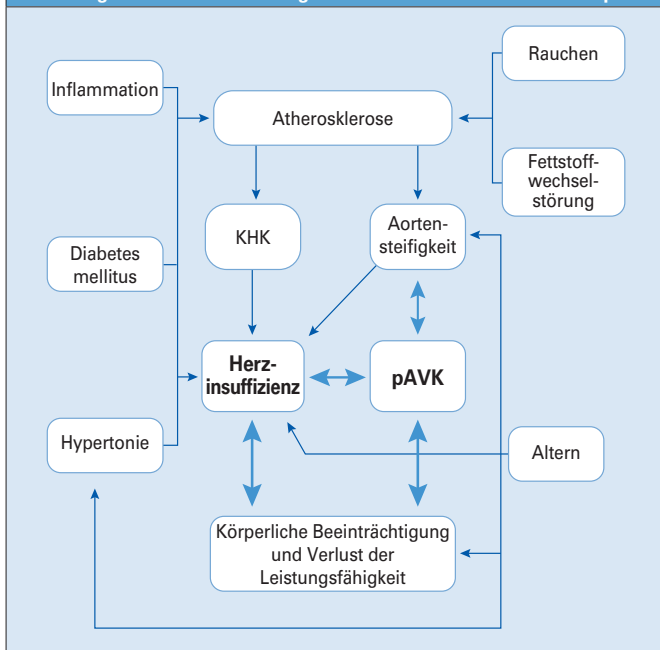 Rauchen
Inflammation
Atherosklerose
Fettstoff-
wechsel-
störung
KHK
Aorten-
steifigkeit
Diabetes
mellitus
Herz-
insuffizienz
pAVK
Hypertonie
Altern
Körperliche Beeinträchtigung
und Verlust der
Leistungsfähigkeit